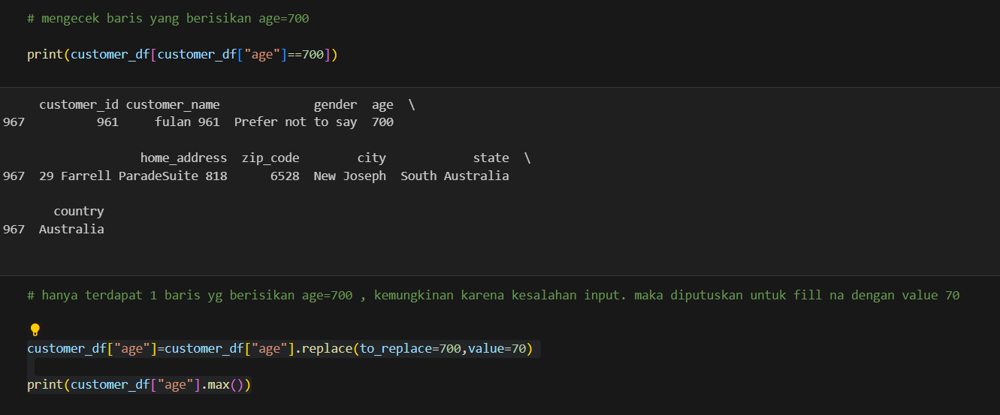 # mengecek baris yang berisikan age=700
print(customer_df[customer_df["age"]==700])
customer_id customer_name gender age \
967 961 fulan 961 Prefer not to say 700
home_address zip_code city state \
967 29 Farrell ParadeSuite 818 6528 New Joseph South Australia
country
967 Australia
# hanya terdapat 1 baris yg berisikan age=700 , kemungkinan karena kesalahan input. maka diputuskan untuk fill na dengan value 70
customer_df["age"]=customer_df["age"].replace(to_replace=700,value=70)
print(customer_df["age"].max())